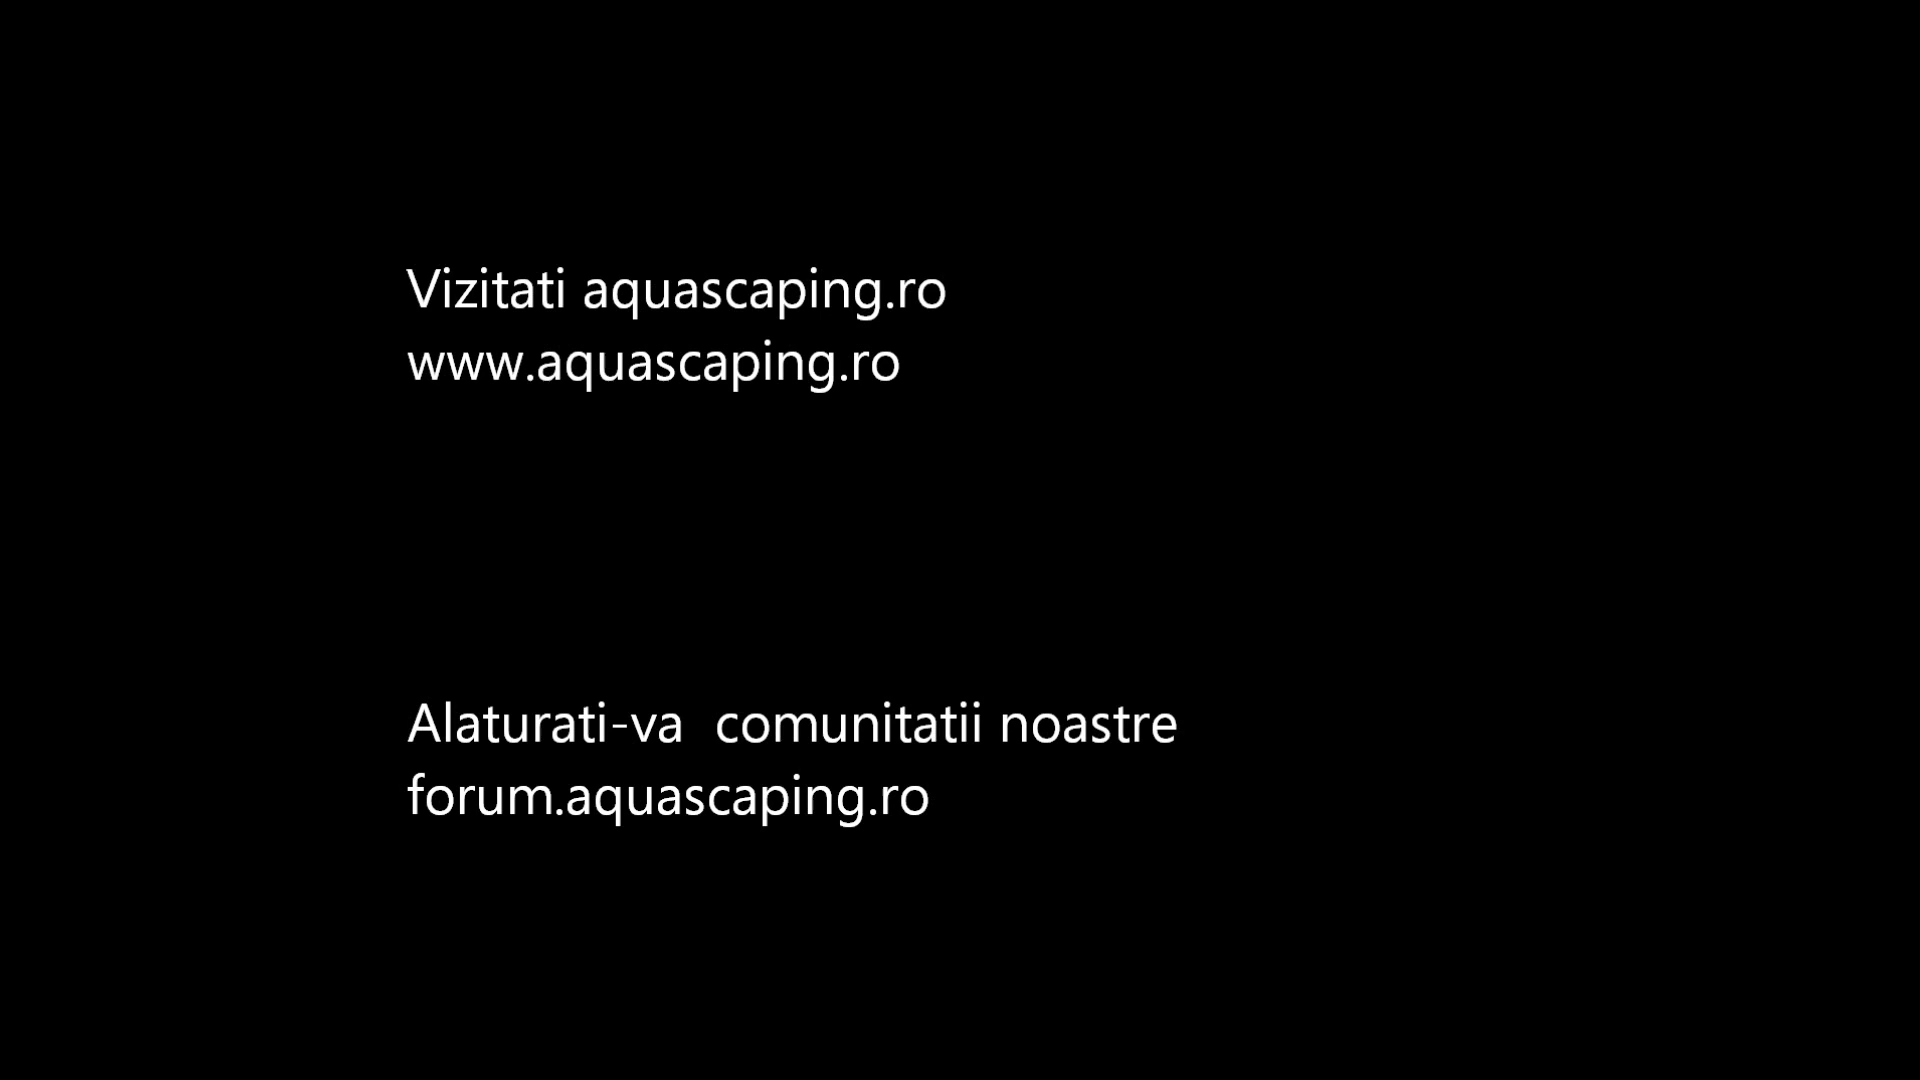 Vizitati aquascaping.ro
www.aquascaping.ro
Alaturati-va  comunitatii noastre
forum.aquascaping.ro